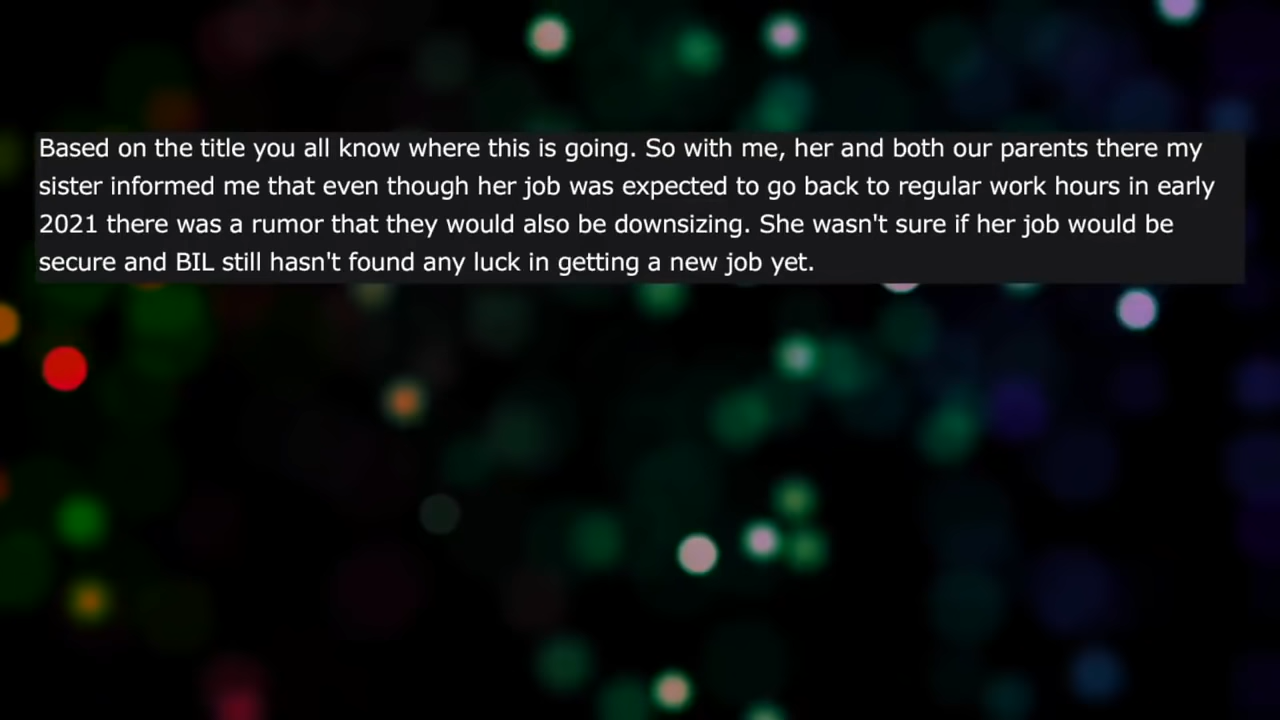 Based on the title you all know where this is going. So with me, her and both our parents there my
sister informed me that even though her job was expected to go back to regular work hours in early
2021 there was a rumor that they would also be downsizing. She wasn't sure if her job would be
secure and BIL still hasn't found any luck in getting a new job yet.